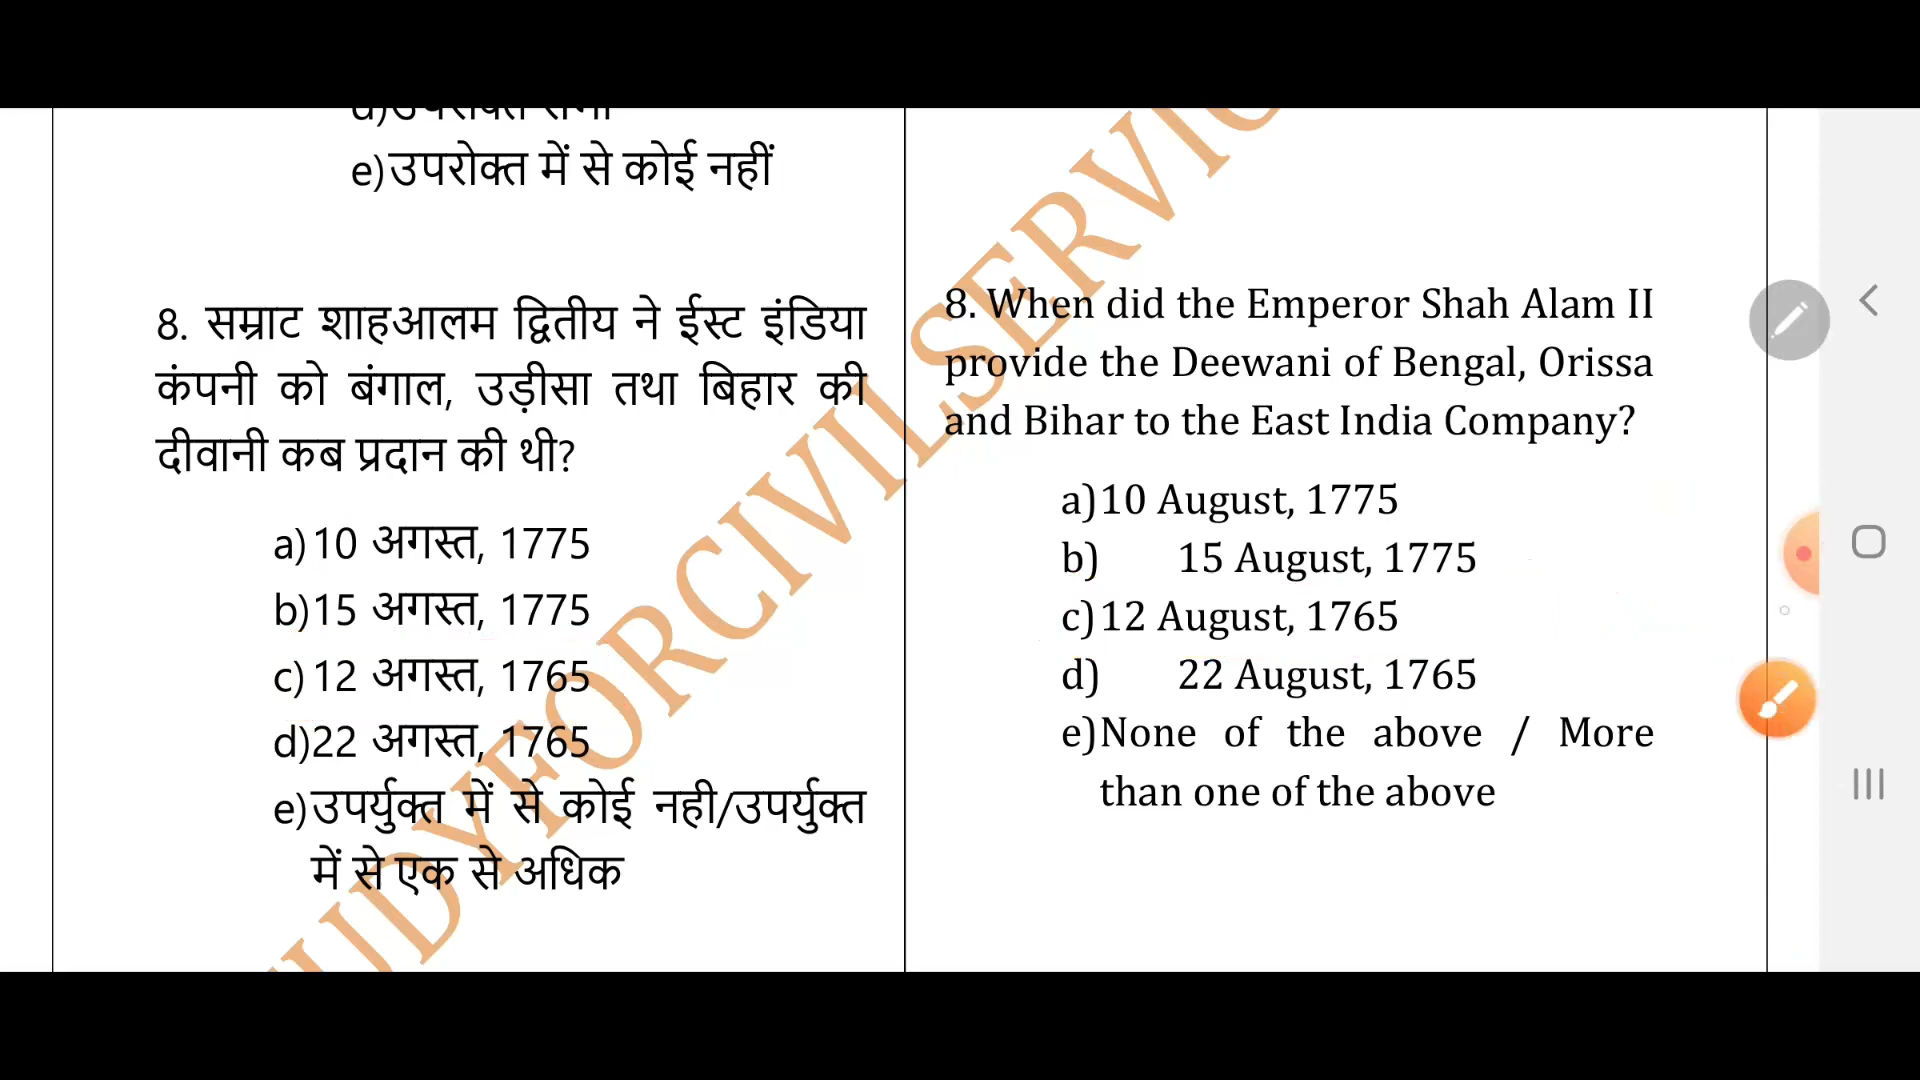 e)उपरोक्त में से कोई नहीं
8. सम्राट शाहआलम द्वितीय ने ईस्ट इंडिया
कंपनी को बंगाल, उड़ीसा तथा बिहार की
दीवानी कब प्रदान की थी?
a)10 अगस्त, 1775
b)15 अगस्त, 1775
c)12 अगस्त, 1765
d)22 अगस्त, 1765
e)उपर्युक्त में से कोई नही/उपर्युक्त
में से एक से अधिक
8. When did the Emperor Shah Alam II
provide the Deewani of Bengal, Orissa
and Bihar to the East India Company?
a)10 August, 1775
b) 15 August, 1775
c)12 August, 1765
d) 22 August, 1765
e)None of the above / More
than one of the above
UDYFORCIVILSERVIC